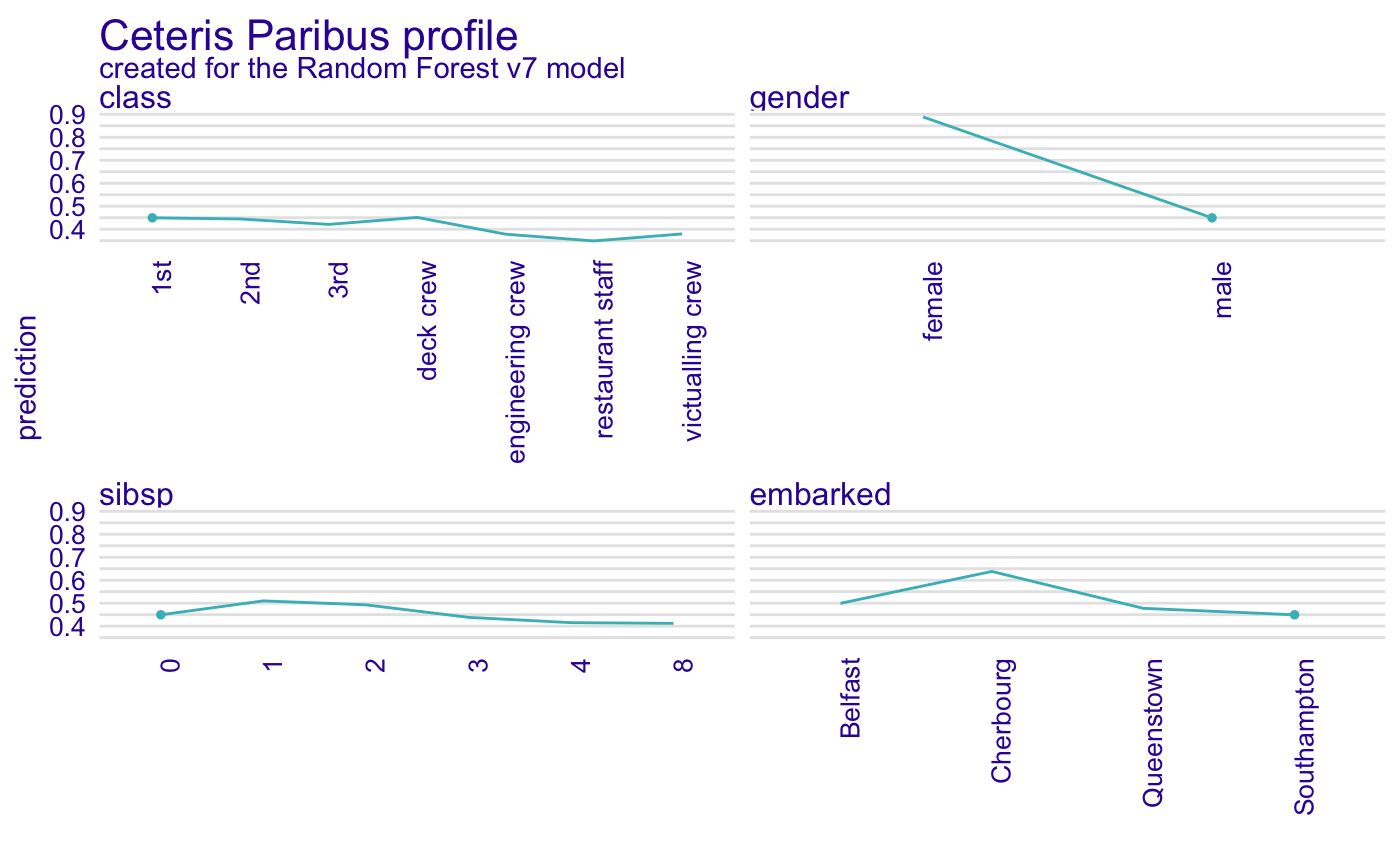 Ceteris Paribus profile
created for the Random Forest v7 model
class
gender
0.9
0.8
0.7
0.6
0.5
0.4
1st
2nd
3rd
deck crew
engineering crew
restaurant staff
victualling crew
female
male
prediction
sibsp
embarked
0.9
0.8
0.7
0.6
0.5
0.4
0
1
2
3
4
8
Belfast
Cherbourg
Queenstown
Southampton